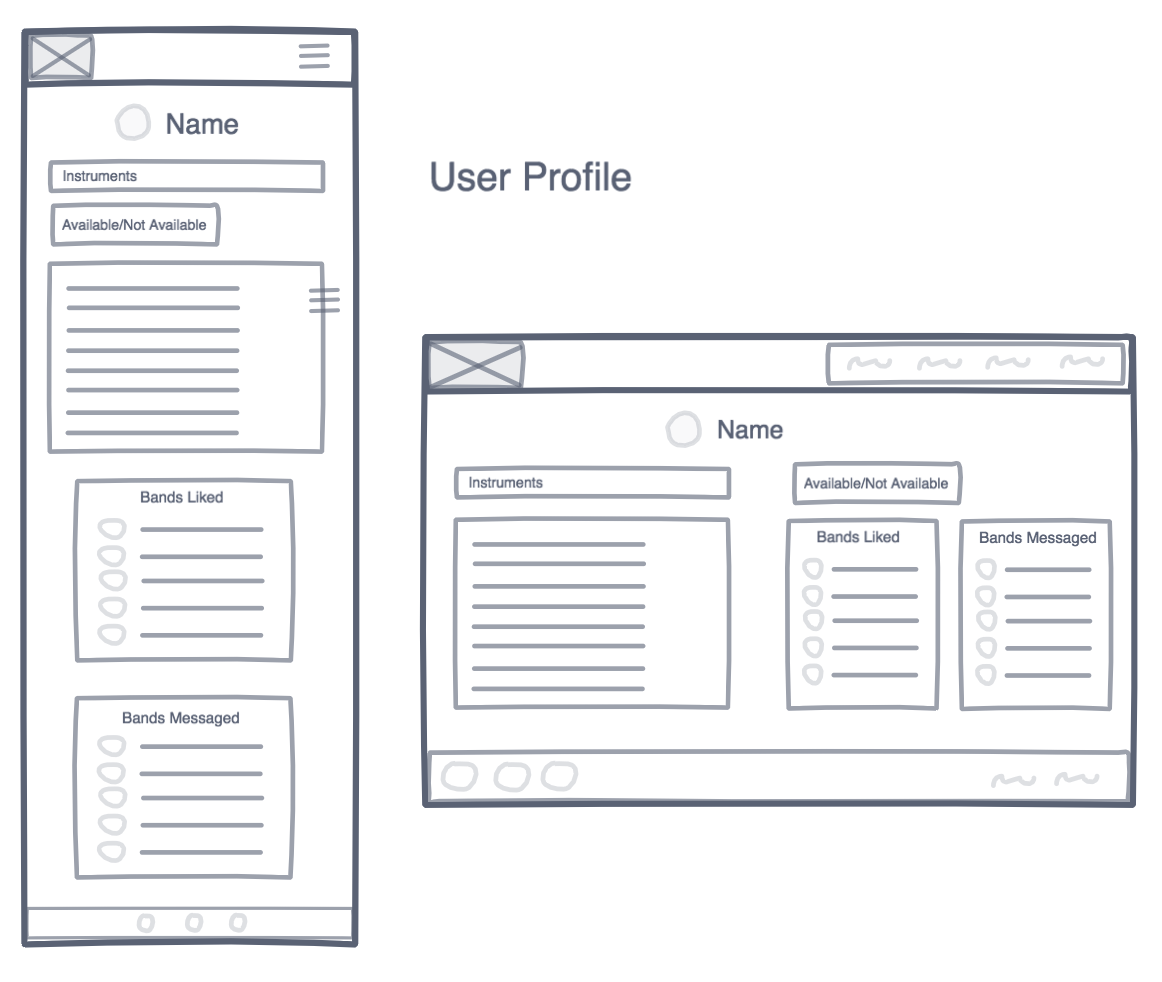 Name
Instruments
Available/Not Available
Bands Liked
Bands Messaged
User Profile
Name
Instruments
Available/Not Available
Bands Liked
Bands Messaged